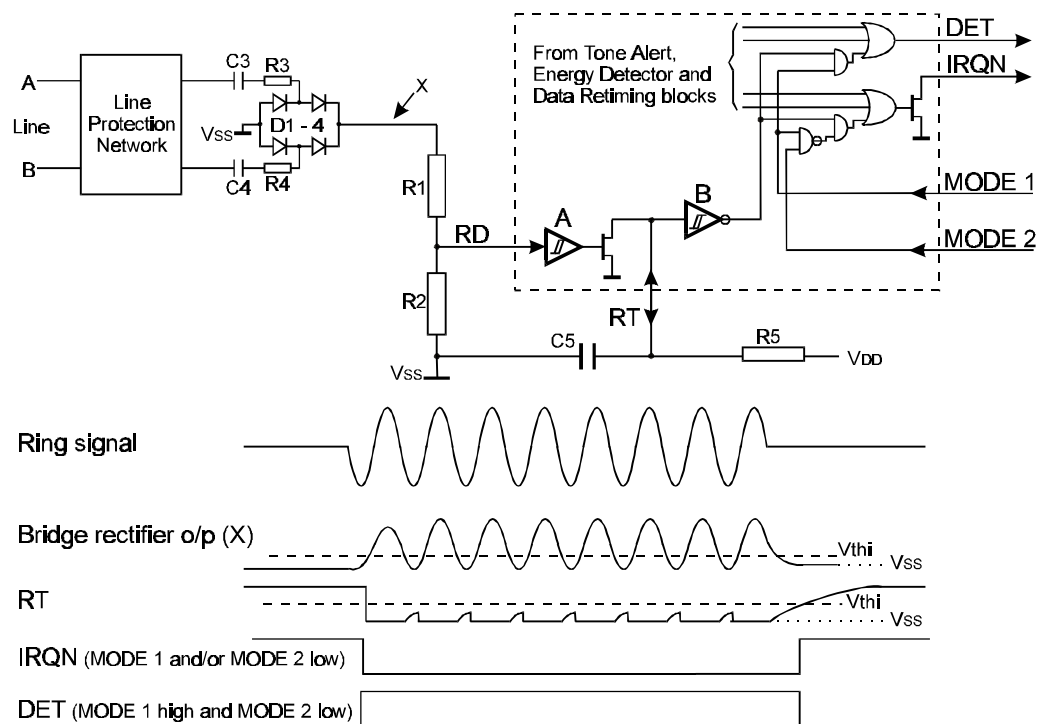 DET
IRQN
From Tone Alert,
Energy Detector and
Data Retiming blocks
C3
R3
X
A
Line
Protection
Network
Line
VSS
D1 - 4
B
C4
R4
R1
A
B
MODE 1
RD
MODE 2
R2
RT
C5
R5
VSS
VDD
Ring signal
Bridge rectifier o/p (X)
Vthi
VSS
RT
Vthi
VSS
IRQN (MODE 1 and/or MODE 2 low)
DET (MODE 1 high and MODE 2 low)